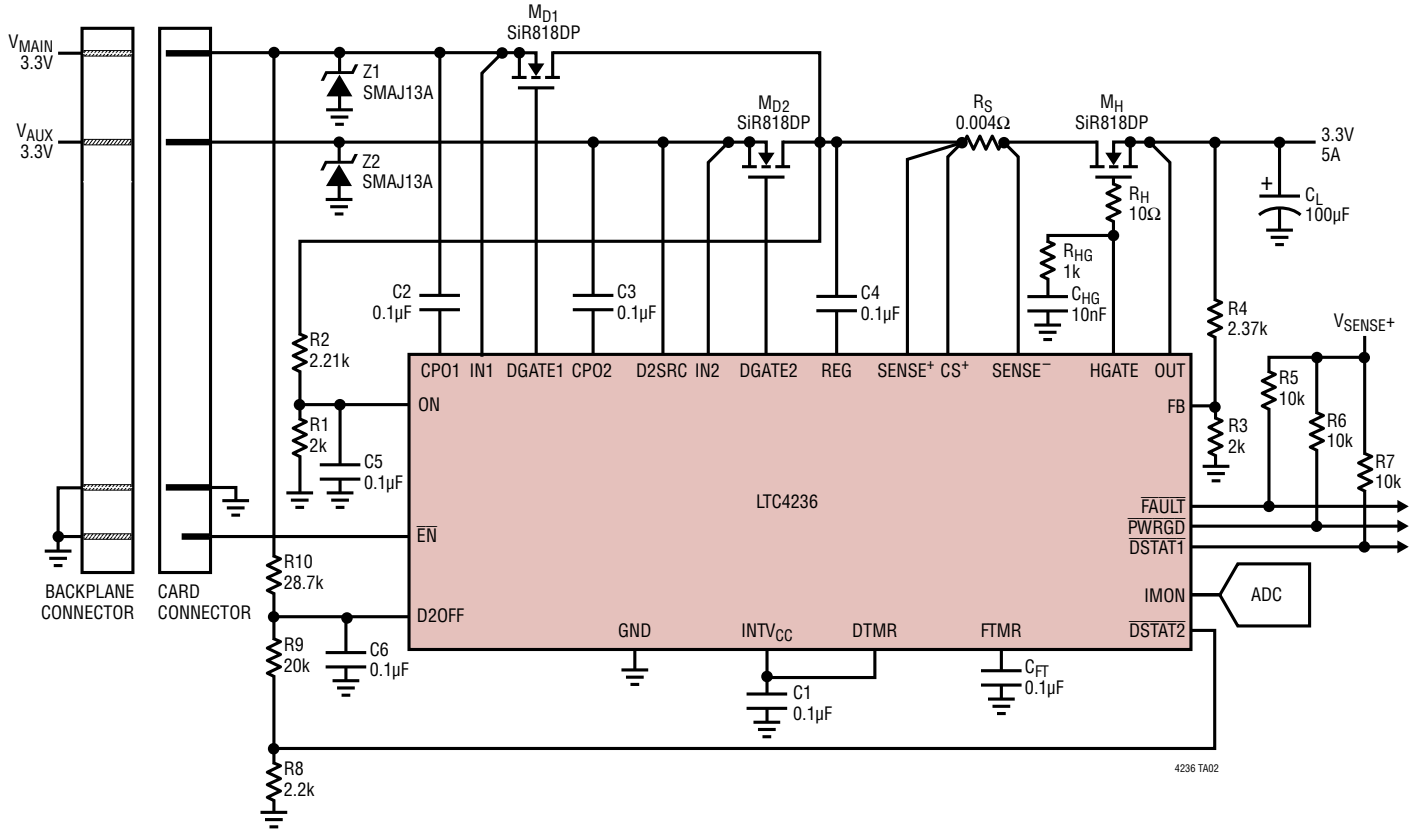 MD1
SiR818DP
VMAIN
3.3V
Z1
SMAJ13A
MD2
SiR818DP
RS
0.004Ω
MH
SiR818DP
VAUX
3.3V
3.3V
5A
Z2
SMAJ13A
RH
10Ω
+
CL
100µF
RHG
1k
CHG
10nF
C2
0.1µF
C3
0.1µF
C4
0.1µF
R4
2.37k
VSENSE+
R2
2.21k
CPO1 IN1 DGATE1 CPO2 D2SRC IN2 DGATE2 REG SENSE+ CS+ SENSE− HGATE OUT
R5
10k
ON
FB
R1
2k
R3
2k
R6
10k
C5
0.1µF
R7
10k
LTC4236
FAULT
PWRGD
EN
DSTAT1
R10
28.7k
BACKPLANE
CONNECTOR
CARD
CONNECTOR
IMON
ADC
D2OFF
GND INTVCC DTMR FTMR
DSTAT2
R9
20k
C6
0.1µF
CFT
0.1µF
C1
0.1µF
R8
2.2k
4236 TA02